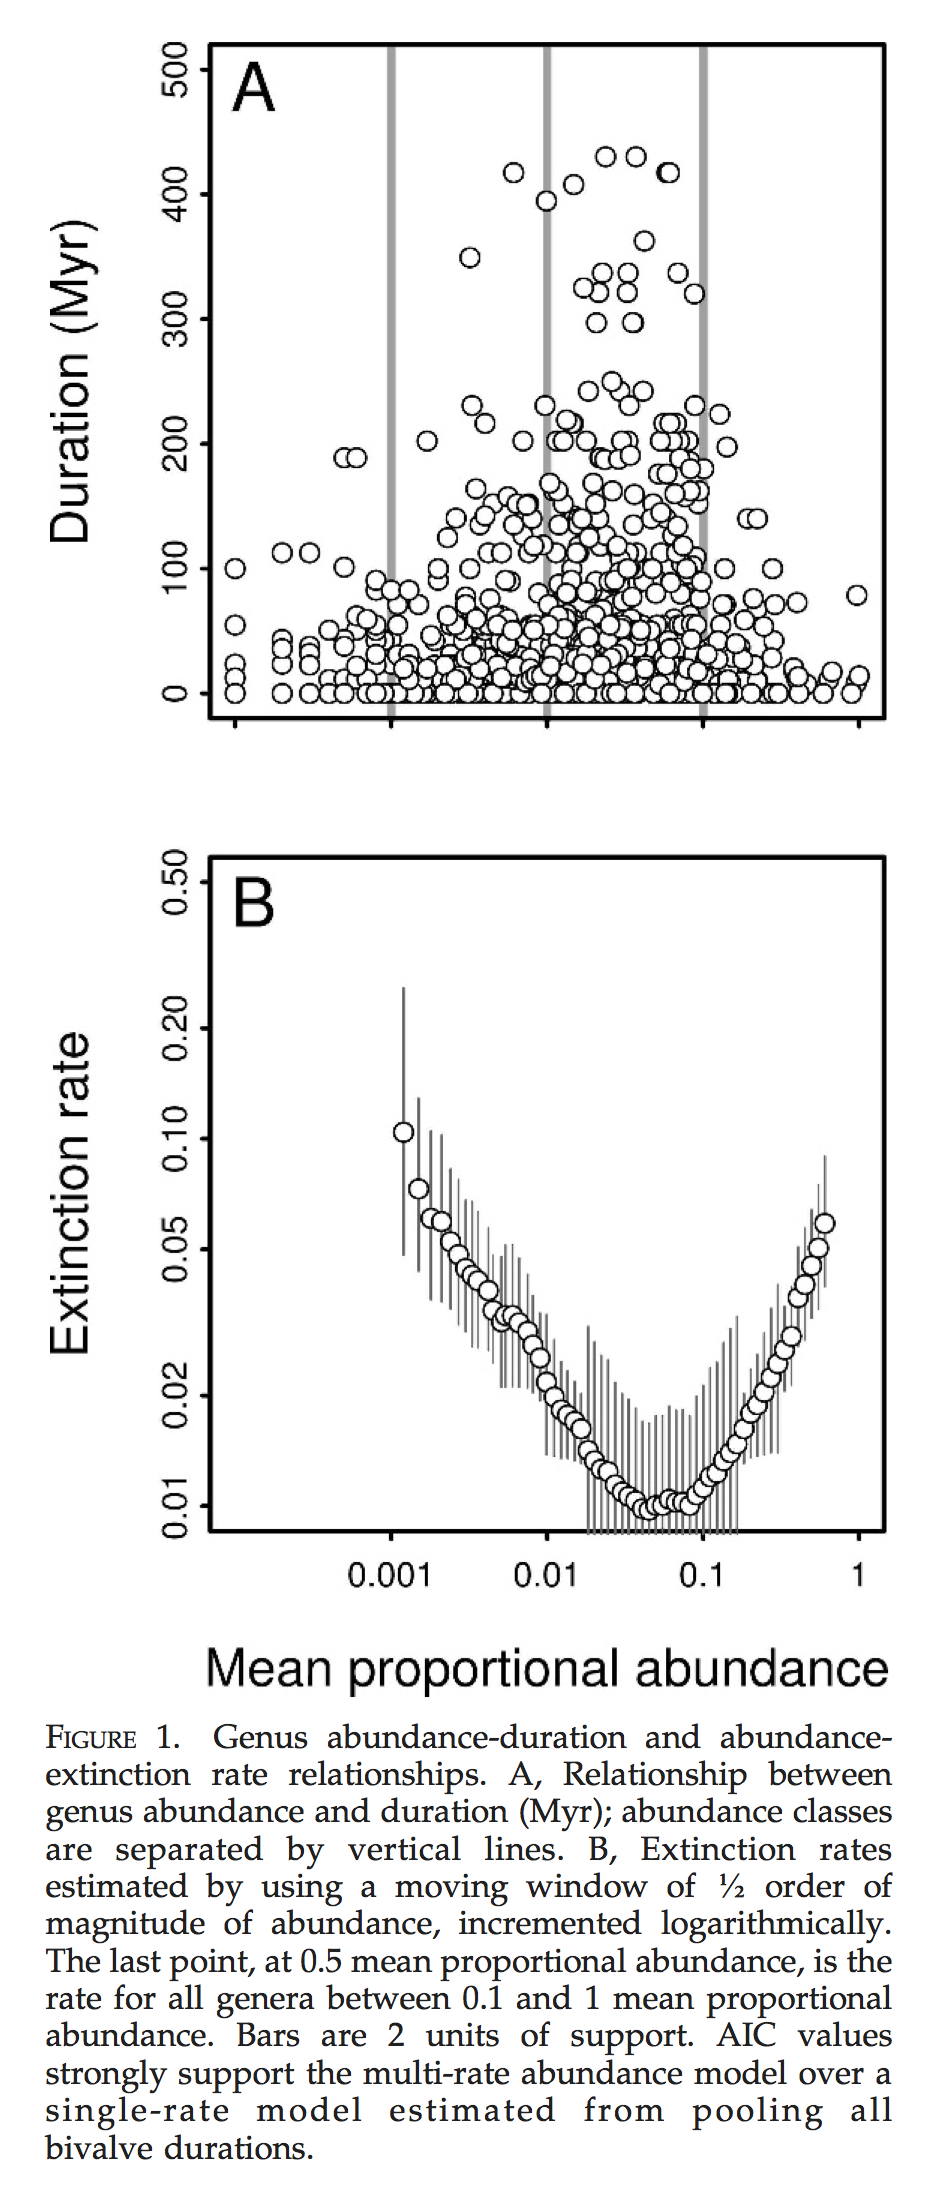 A
500
400
300
200
100
0
Duration (Myr)
B
0.50
0.20
0.10
0.05
0.02
0.01
Extinction rate
0.001 0.01 0.1 1
Mean proportional abundance
FIGURE 1. Genus abundance-duration and abundance-
extinction rate relationships. A, Relationship between
genus abundance and duration (Myr); abundance classes
are separated by vertical lines. B, Extinction rates
estimated by using a moving window of ½ order of
magnitude of abundance, incremented logarithmically.
The last point, at 0.5 mean proportional abundance, is the
rate for all genera between 0.1 and 1 mean proportional
abundance. Bars are 2 units of support. AIC values
strongly support the multi-rate abundance model over a
single-rate model estimated from pooling all
bivalve durations.